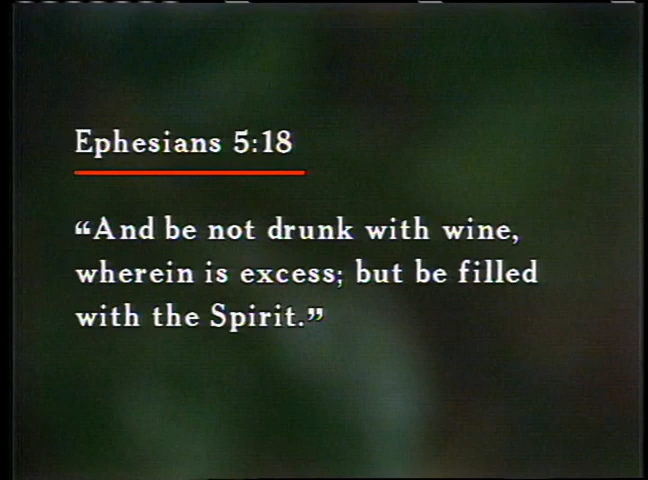 Ephesians 5:18
“And be not drunk with wine,
wherein is excess; but be filled
with the Spirit.”